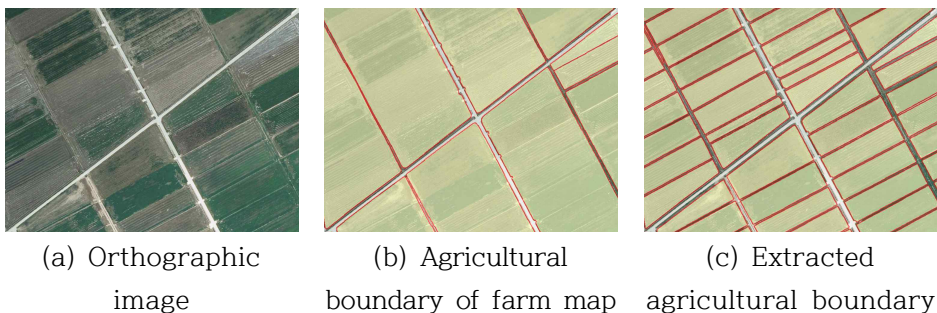 (a) Orthographic
image
(b) Agricultural
boundary of farm map
(c) Extracted
agricultural boundary